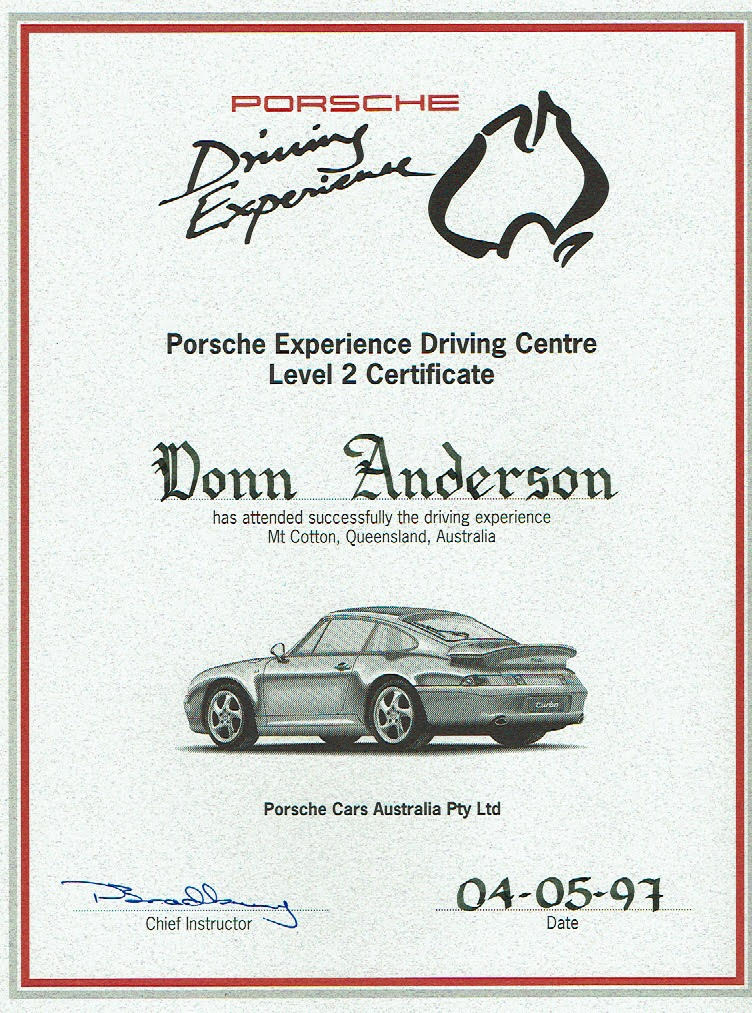 PORSCHE
Driving
Experience
Porsche Experience Driving Centre
Level 2 Certificate
Donn Anderson
has attended successfully the driving experience
Mt Cotton, Queensland, Australia
turbo
Porsche Cars Australia Pty Ltd
04-05-97
Chief Instructor
Date